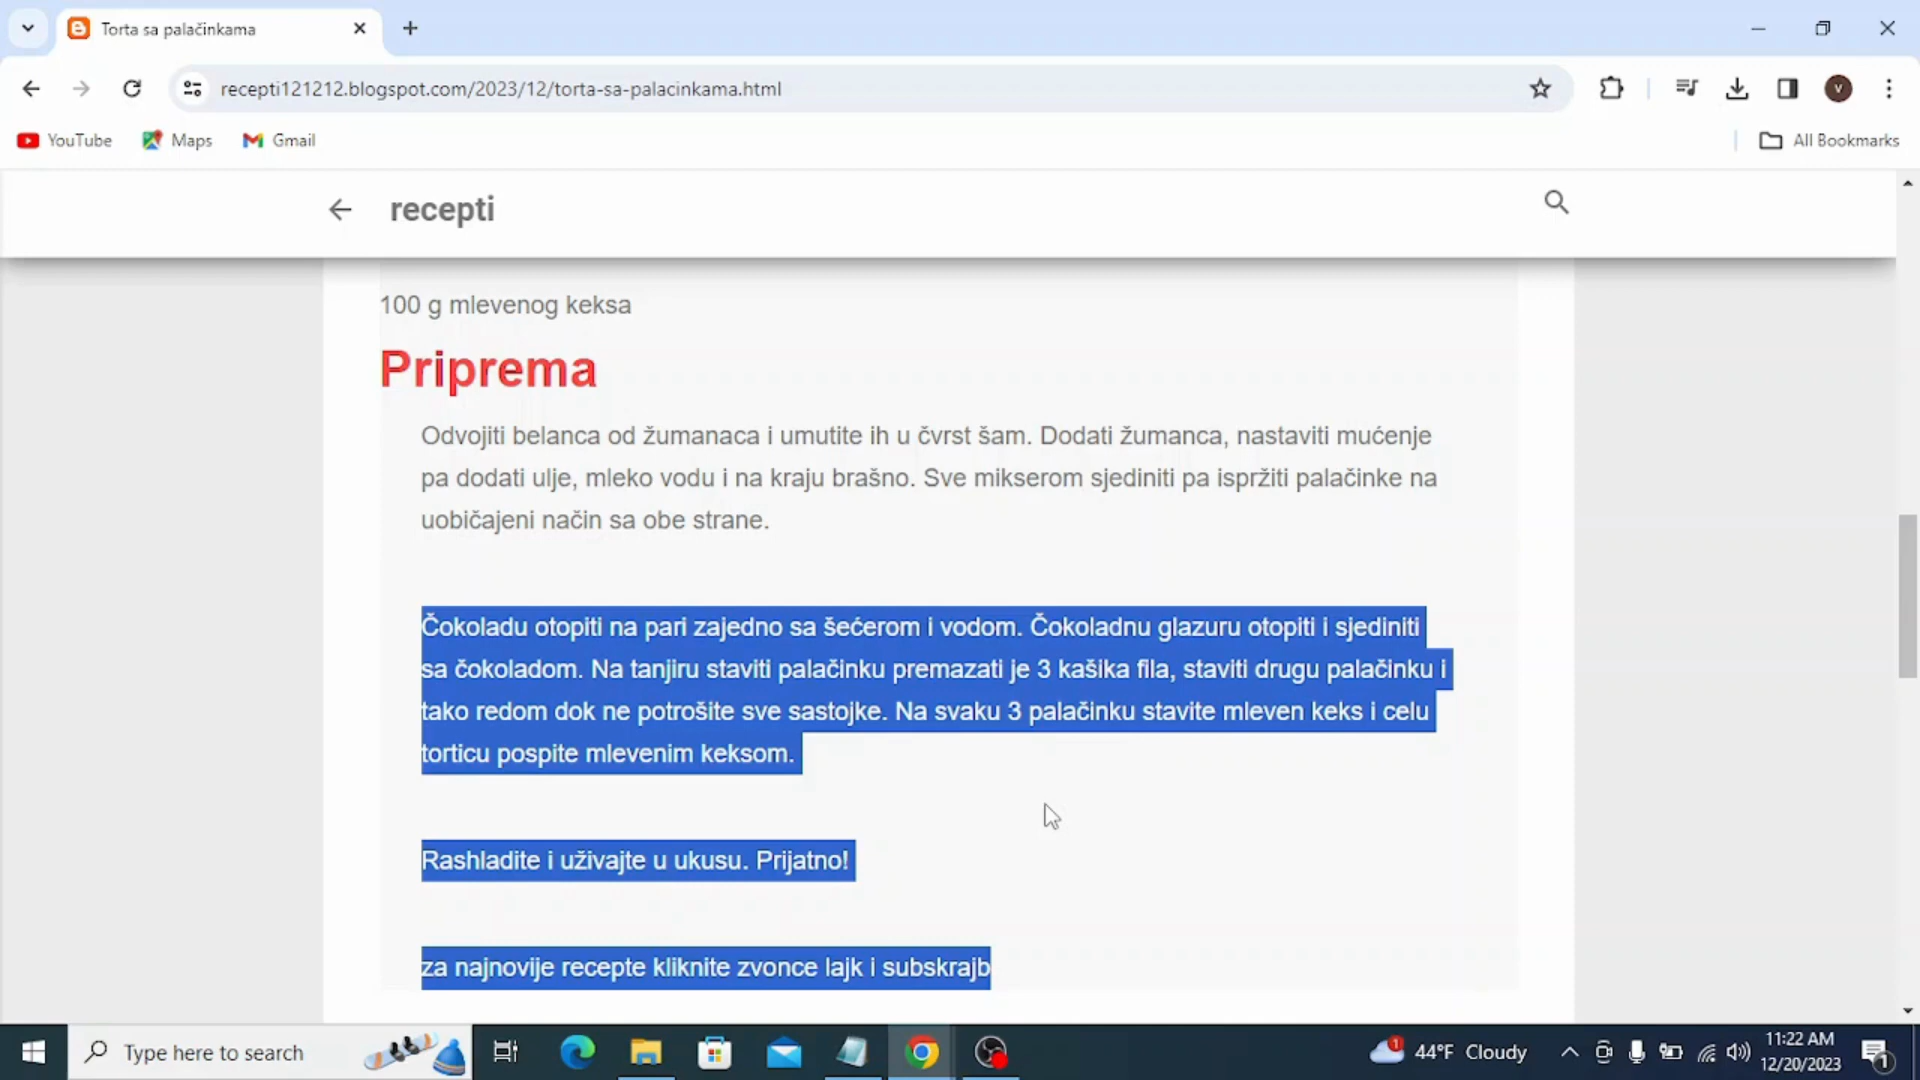 Torta sa palačinkama
recepti121212.blogspot.com/2023/12/torta-sa-palacinkama.html
V
YouTube
Maps
Gmail
All Bookmarks
recepti
100 g mlevenog keksa
Priprema
Odvojiti belanca od žumanaca i umutite ih u čvrst šam. Dodati žumanca, nastaviti mućenje
pa dodati ulje, mleko vodu i na kraju brašno. Sve mikserom sjediniti pa ispržiti palačinke na
uobičajeni način sa obe strane.
Čokoladu otopiti na pari zajedno sa šećerom i vodom. Čokoladnu glazuru otopiti i sjediniti
sa čokoladom. Na tanjiru staviti palačinku premazati je 3 kašika fila, staviti drugu palačinku i
tako redom dok ne potrošite sve sastojke. Na svaku 3 palačinku stavite mleven keks i celu
torticu pospite mlevenim keksom.
Rashladite i uživajte u ukusu. Prijatno!
za najnovije recepte kliknite zvonce lajk i subskrajb
Type here to search
1
44°F Cloudy
11:22 AM
12/20/2023
1